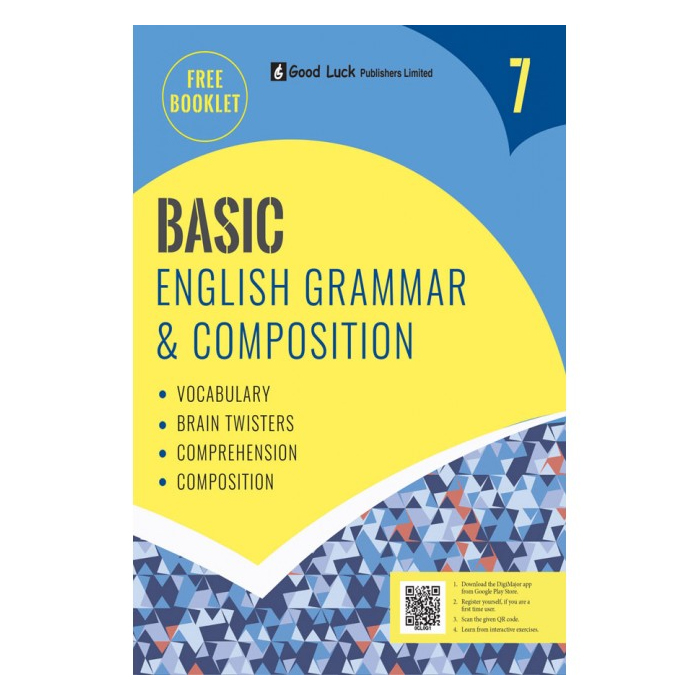 FREE
BOOKLET
Good Luck Publishers Limited
7
BASIC
ENGLISH GRAMMAR
& COMPOSITION
• VOCABULARY
• BRAIN TWISTERS
• COMPREHENSION
• COMPOSITION
1. Download the DigiMajor app
from Google Play Store.
2. Register yourself, if you are a
first time user.
3. Scan the given QR code.
4. Learn from interactive exercises.